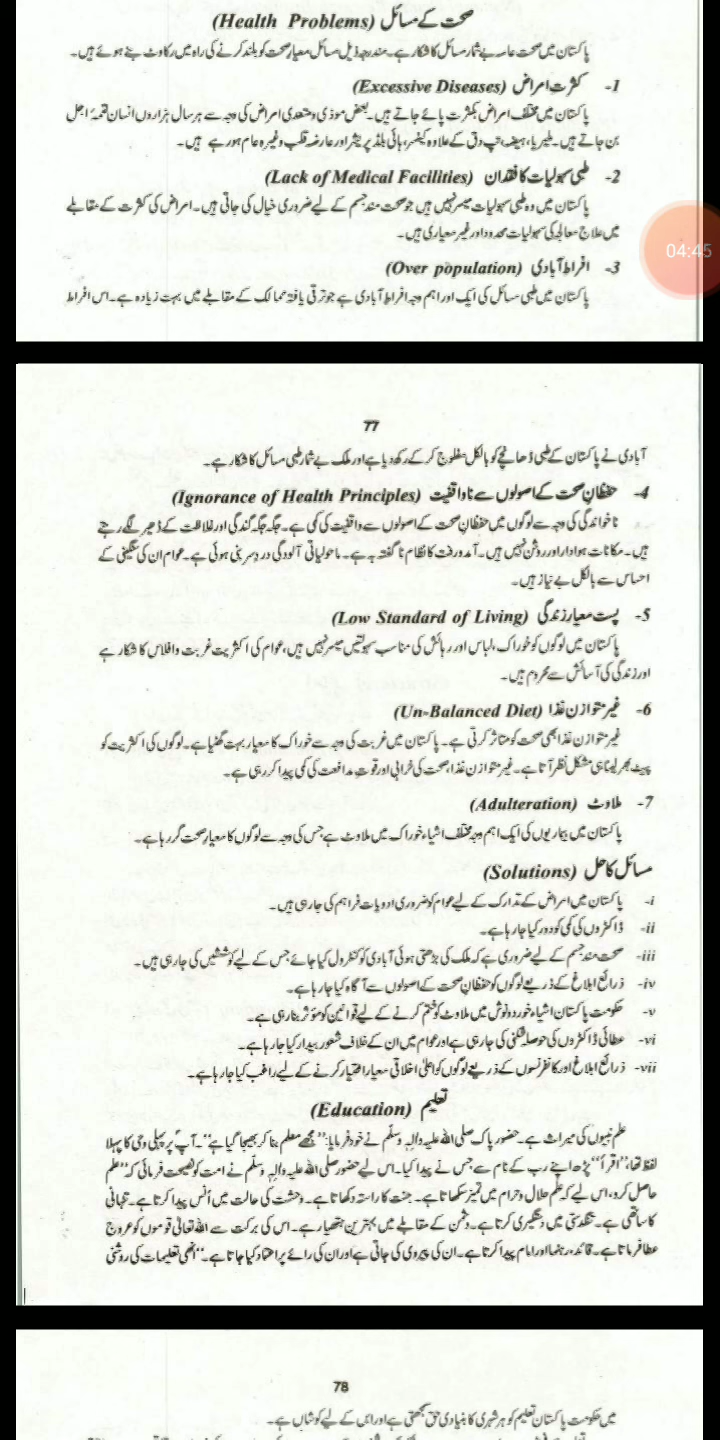 صحت کے مسائل (Health Problems)
پاکستان میں صحت عامہ بے شمار مسائل کا شکار ہے۔ مندرجہ ذیل مسائل معیار صحت کو بلند کرنے کی راہ میں رکاوٹ بنے ہوئے ہیں۔
1- کثرت امراض (Excessive Diseases)
پاکستان میں مختلف امراض بکثرت پائے جاتے ہیں۔ بعض موذی و متعدی امراض کی وجہ سے ہر سال ہزاروں انسان لقمہ اجل
بن جاتے ہیں۔ ملیریا، ہیضہ، تپ دق کے علاوہ کینسر، ہائی بلڈ پریشر اور عارضہ قلب وغیرہ عام ہو رہے ہیں۔
2- طبی سہولیات کا فقدان (Lack of Medical Facilities)
پاکستان میں وہ طبی سہولیات میسر نہیں ہیں جو صحت مند جسم کے لیے ضروری خیال کی جاتی ہیں۔ امراض کی کثرت کے مقابلے
میں علاج معالجہ کی سہولیات محدود اور غیر معیاری ہیں۔
04:45
3- افراط آبادی (Over population)
پاکستان میں طبی مسائل کی ایک اور اہم وجہ افراط آبادی ہے جو ترقی یافتہ ممالک کے مقابلے میں بہت زیادہ ہے۔ اس افراط
77
آبادی نے پاکستان کے طبی ڈھانچے کو بالکل مفلوج کر کے رکھ دیا ہے اور ملک بے شمار طبی مسائل کا شکار ہے۔
4- حفظان صحت کے اصولوں سے ناواقفیت (Ignorance of Health Principles)
ناخواندگی کی وجہ سے لوگوں میں حفظان صحت کے اصولوں سے واقفیت کی کمی ہے۔ جگہ جگہ گندگی اور غلاظت کے ڈھیر لگے رہتے
ہیں۔ مکانات ہوادار اور روشن نہیں ہیں۔ آمدورفت کا نظام ناگفتہ بہ ہے۔ ماحولیاتی آلودگی درد سر بنی ہوئی ہے۔ عوام ان کی سنگینی کے
احساس سے بالکل بے نیاز ہیں۔
5- پست معیار زندگی (Low Standard of Living)
پاکستان میں لوگوں کو خوراک، لباس اور رہائش کی مناسب سہولتیں میسر نہیں ہیں، عوام کی اکثریت غربت و افلاس کا شکار ہے
اور زندگی کی آسائش سے محروم ہیں۔
6- غیر متوازن غذا (Un-Balanced Diet)
غیر متوازن غذا بھی صحت کو متاثر کرتی ہے۔ پاکستان میں غربت کی وجہ سے خوراک کا معیار بہت گھٹیا ہے۔ لوگوں کی اکثریت کو
پیٹ بھر لینا ہی مشکل نظر آتا ہے۔ غیر متوازن غذا، صحت کی خرابی اور قوت مدافعت کی کمی پیدا کر رہی ہے۔
7- ملاوٹ (Adulteration)
پاکستان میں بیماریوں کی ایک اہم وجہ مختلف اشیاء خوراک میں ملاوٹ ہے جس کی وجہ سے لوگوں کا معیار صحت گر رہا ہے۔
مسائل کا حل (Solutions)
i- پاکستان میں امراض کے تدارک کے لیے عوام کو ضروری ادویات فراہم کی جا رہی ہیں۔
ii- ڈاکٹروں کی کمی کو دور کیا جا رہا ہے۔
iii- صحت مند جسم کے لیے ضروری ہے کہ ملک کی بڑھتی ہوئی آبادی کو کنٹرول کیا جائے جس کے لیے کوششیں کی جا رہی ہیں۔
iv- ذرائع ابلاغ کے ذریعے لوگوں کو حفظان صحت کے اصولوں سے آگاہ کیا جا رہا ہے۔
v- حکومت پاکستان اشیاء خوردونوش میں ملاوٹ کو ختم کرنے کے لیے قوانین کو مؤثر بنا رہی ہے۔
vi- عطائی ڈاکٹروں کی حوصلہ شکنی کی جا رہی ہے اور عوام میں ان کے خلاف شعور بیدار کیا جا رہا ہے۔
vii- ذرائع ابلاغ اور کانفرنسوں کے ذریعے لوگوں کو اعلیٰ اخلاقی معیار اختیار کرنے کے لیے راغب کیا جا رہا ہے۔
تعلیم (Education)
علم نبیوں کی میراث ہے۔ حضور پاک صلی اللہ علیہ والہٖ وسلم نے خود فرمایا: "مجھے معلم بنا کر بھیجا گیا ہے"۔ آپؐ پر پہلی وحی کا پہلا
لفظ تھا، "اقرأ" پڑھ اپنے رب کے نام سے جس نے پیدا کیا۔ اس لیے حضور صلی اللہ علیہ والہٖ وسلم نے امت کو نصیحت فرمائی کہ "علم
حاصل کرو، اس لیے کہ علم حلال و حرام میں تمیز سکھاتا ہے۔ جنت کا راستہ دکھاتا ہے۔ وحشت کی حالت میں اُنس پیدا کرتا ہے۔ تنہائی
کا ساتھی ہے۔ تنگدستی میں دستگیری کرتا ہے۔ دشمن کے مقابلے میں بہترین ہتھیار ہے۔ اس کی برکت سے اللہ تعالیٰ قوموں کو عروج
عطا فرماتا ہے۔ قائد، رہنما اور امام پیدا کرتا ہے۔ ان کی پیروی کی جاتی ہے اور ان کی رائے پر اعتماد کیا جاتا ہے۔" انھی تعلیمات کی روشنی
78
میں حکومت پاکستان تعلیم کو ہر شہری کا بنیادی حق سمجھتی ہے اور اس کے لیے کوشاں ہے۔